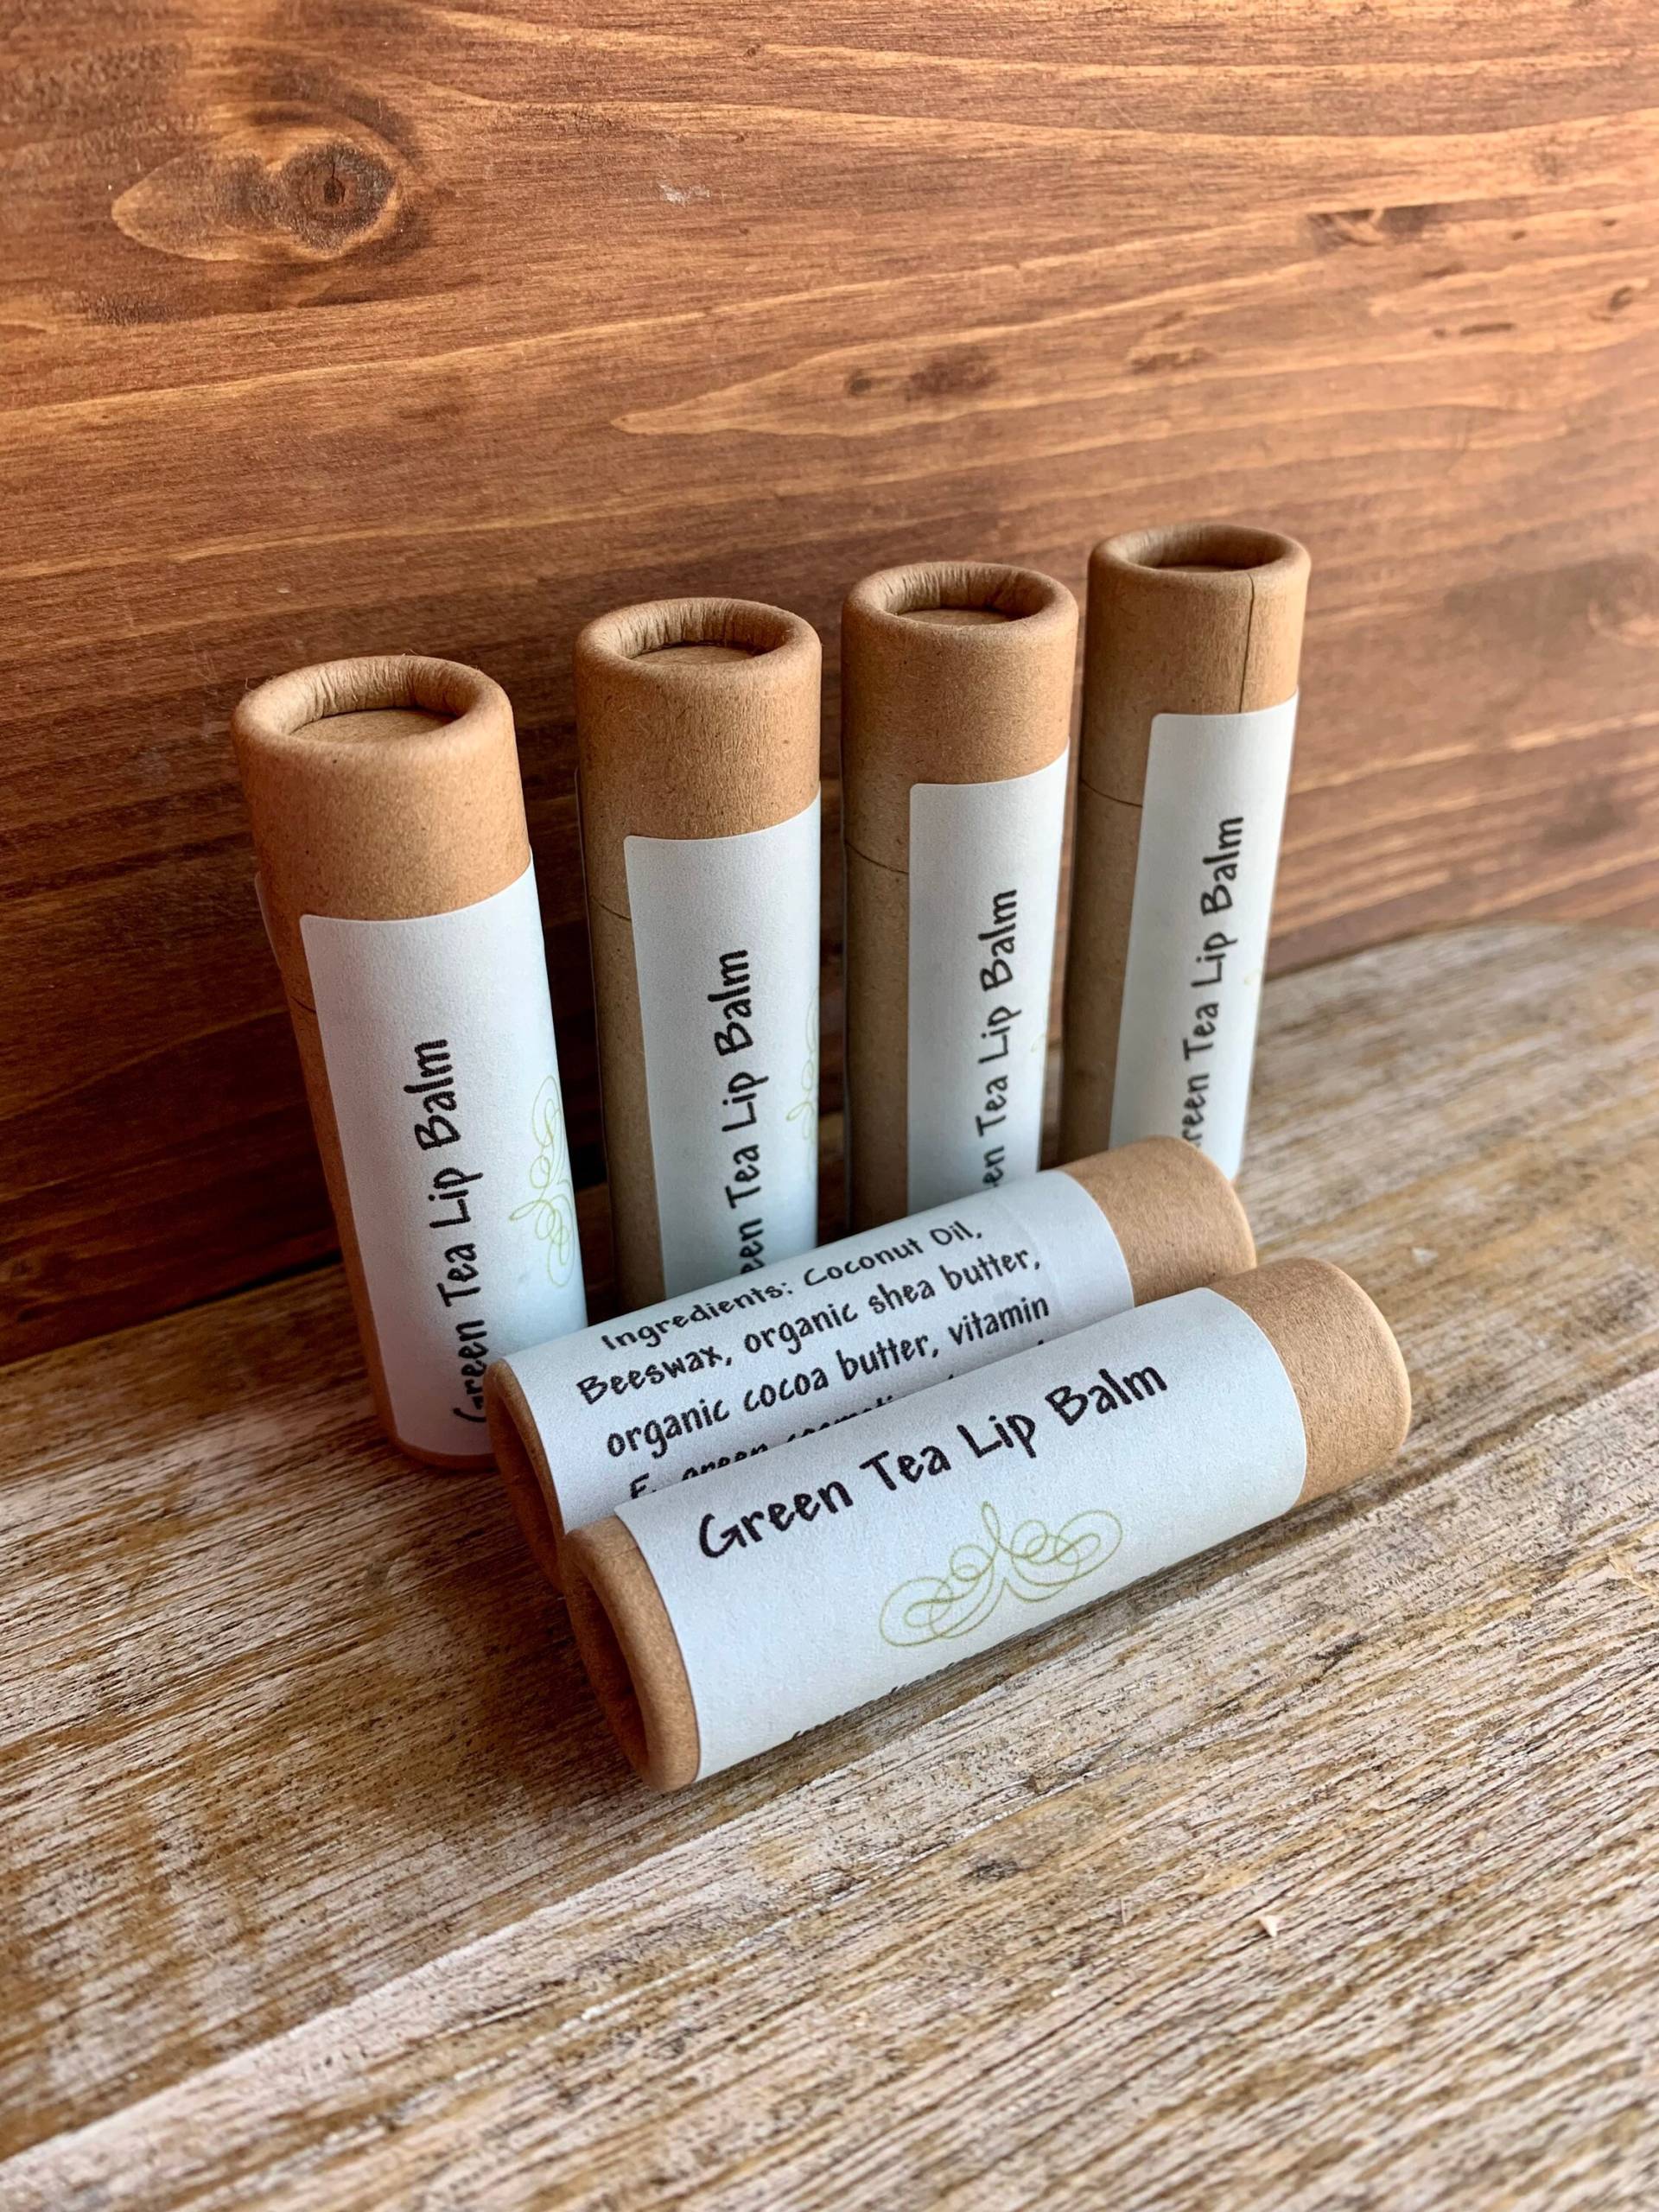 Green Tea Lip Balm
Tea Lip Balm
Tea Lip Balm
Tea Lip Balm
Ingredients: Coconut Oil,
Beeswax, organic shea butter,
organic cocoa butter, vitamin
E, green
Green Tea Lip Balm